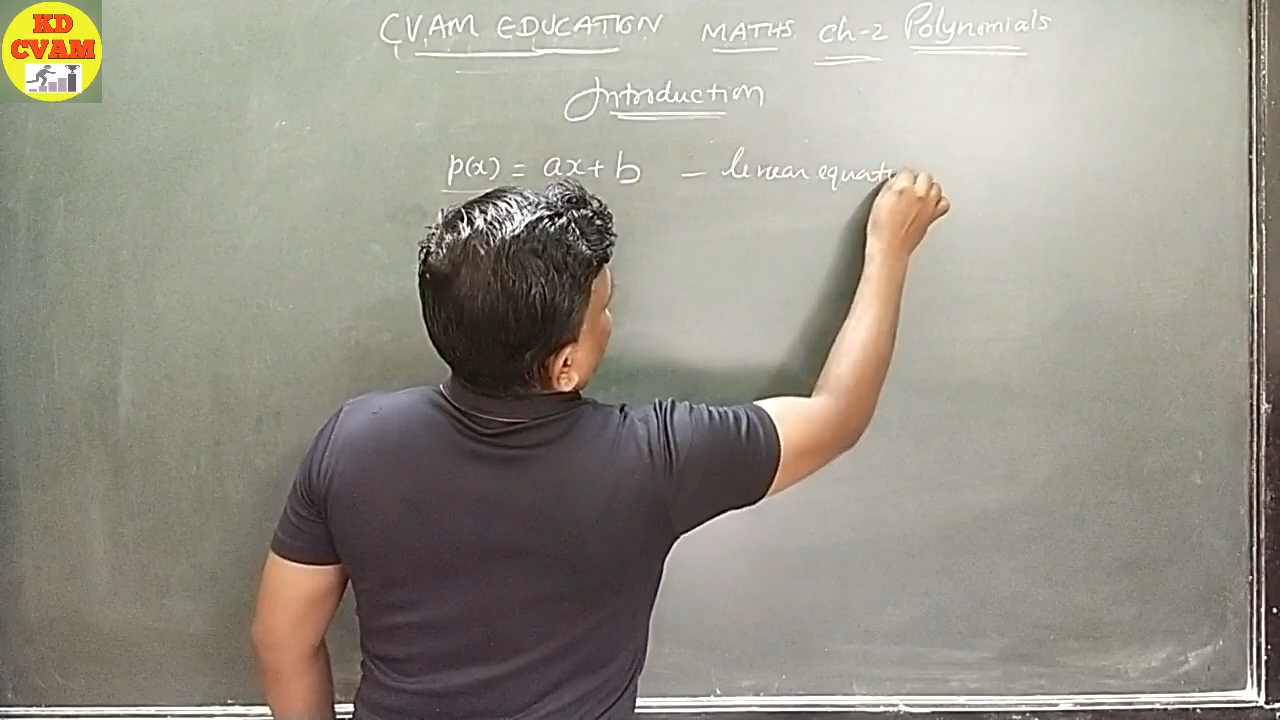 KD
CVAM
CVAM EDUCATION MATHS ch-2 Polynomials
Introduction
p(x) = ax + b - linear equati